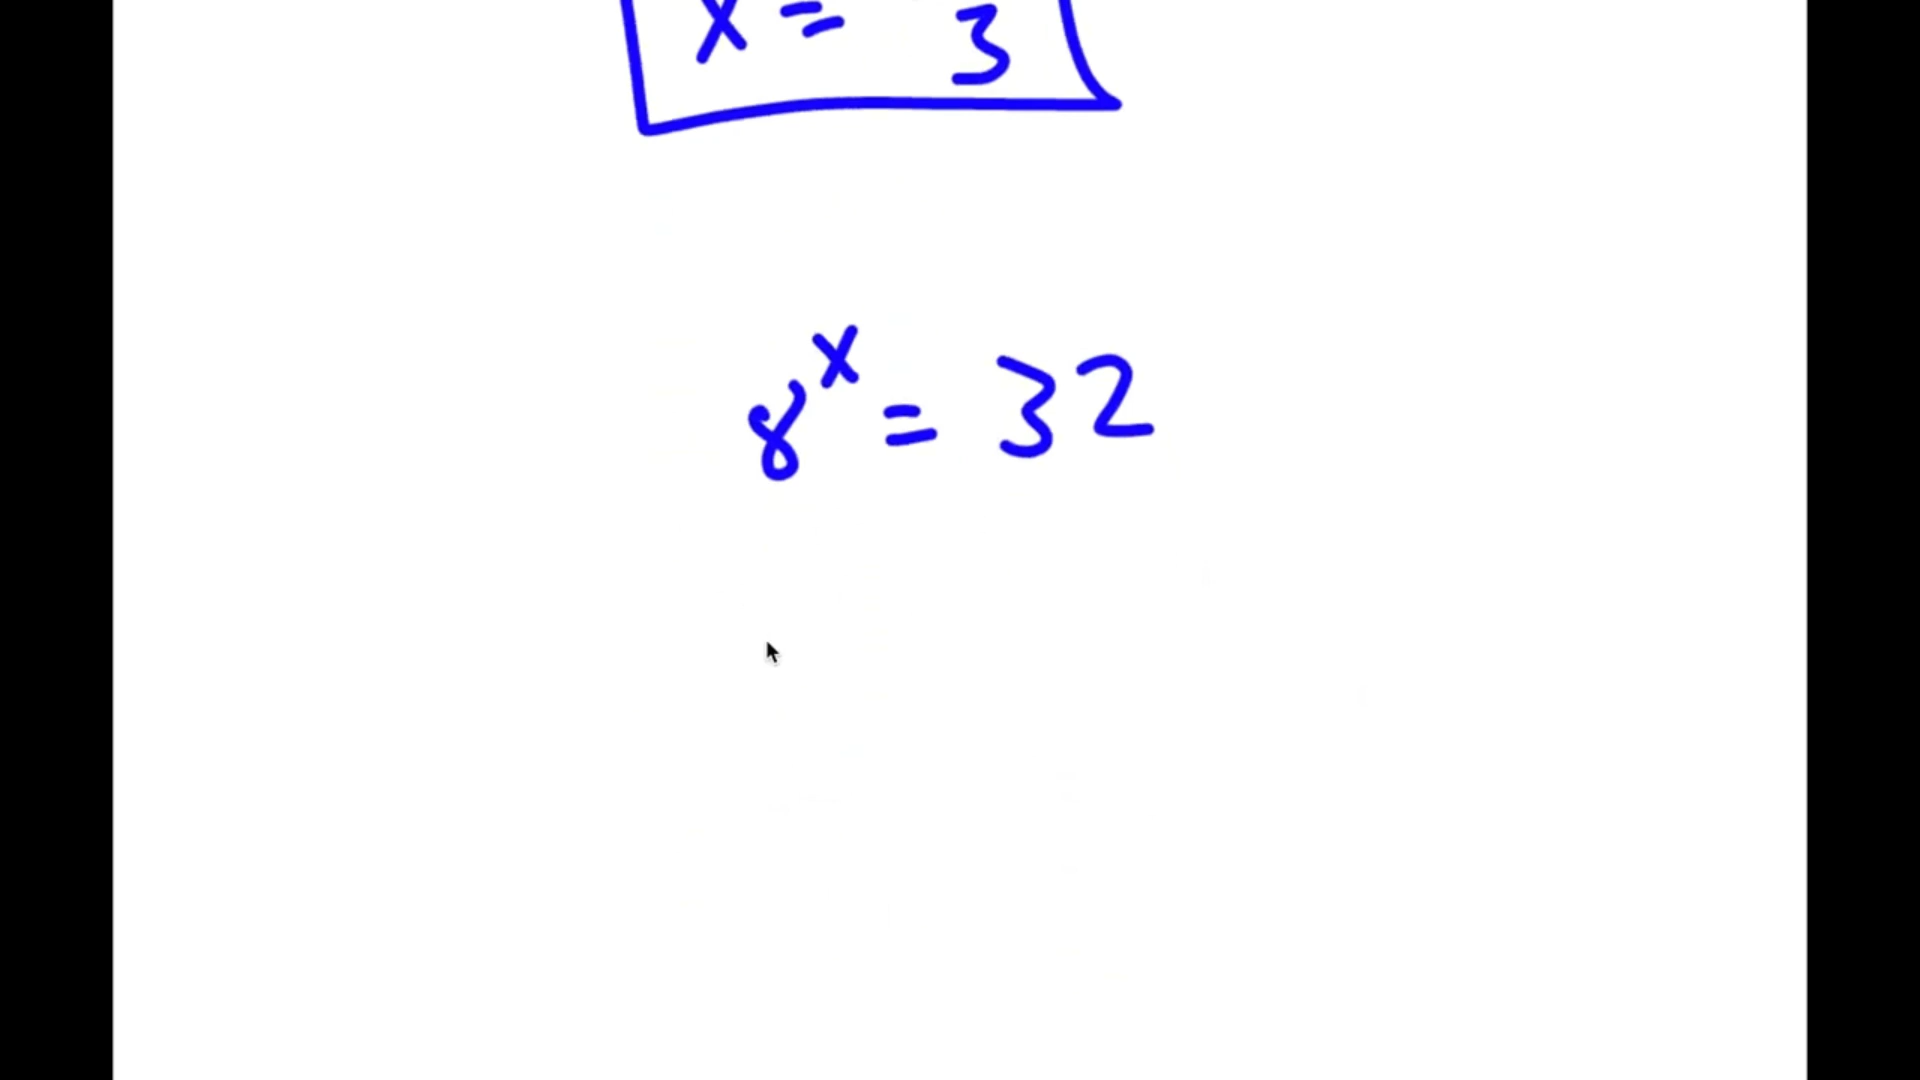 x = 3
8^x = 32